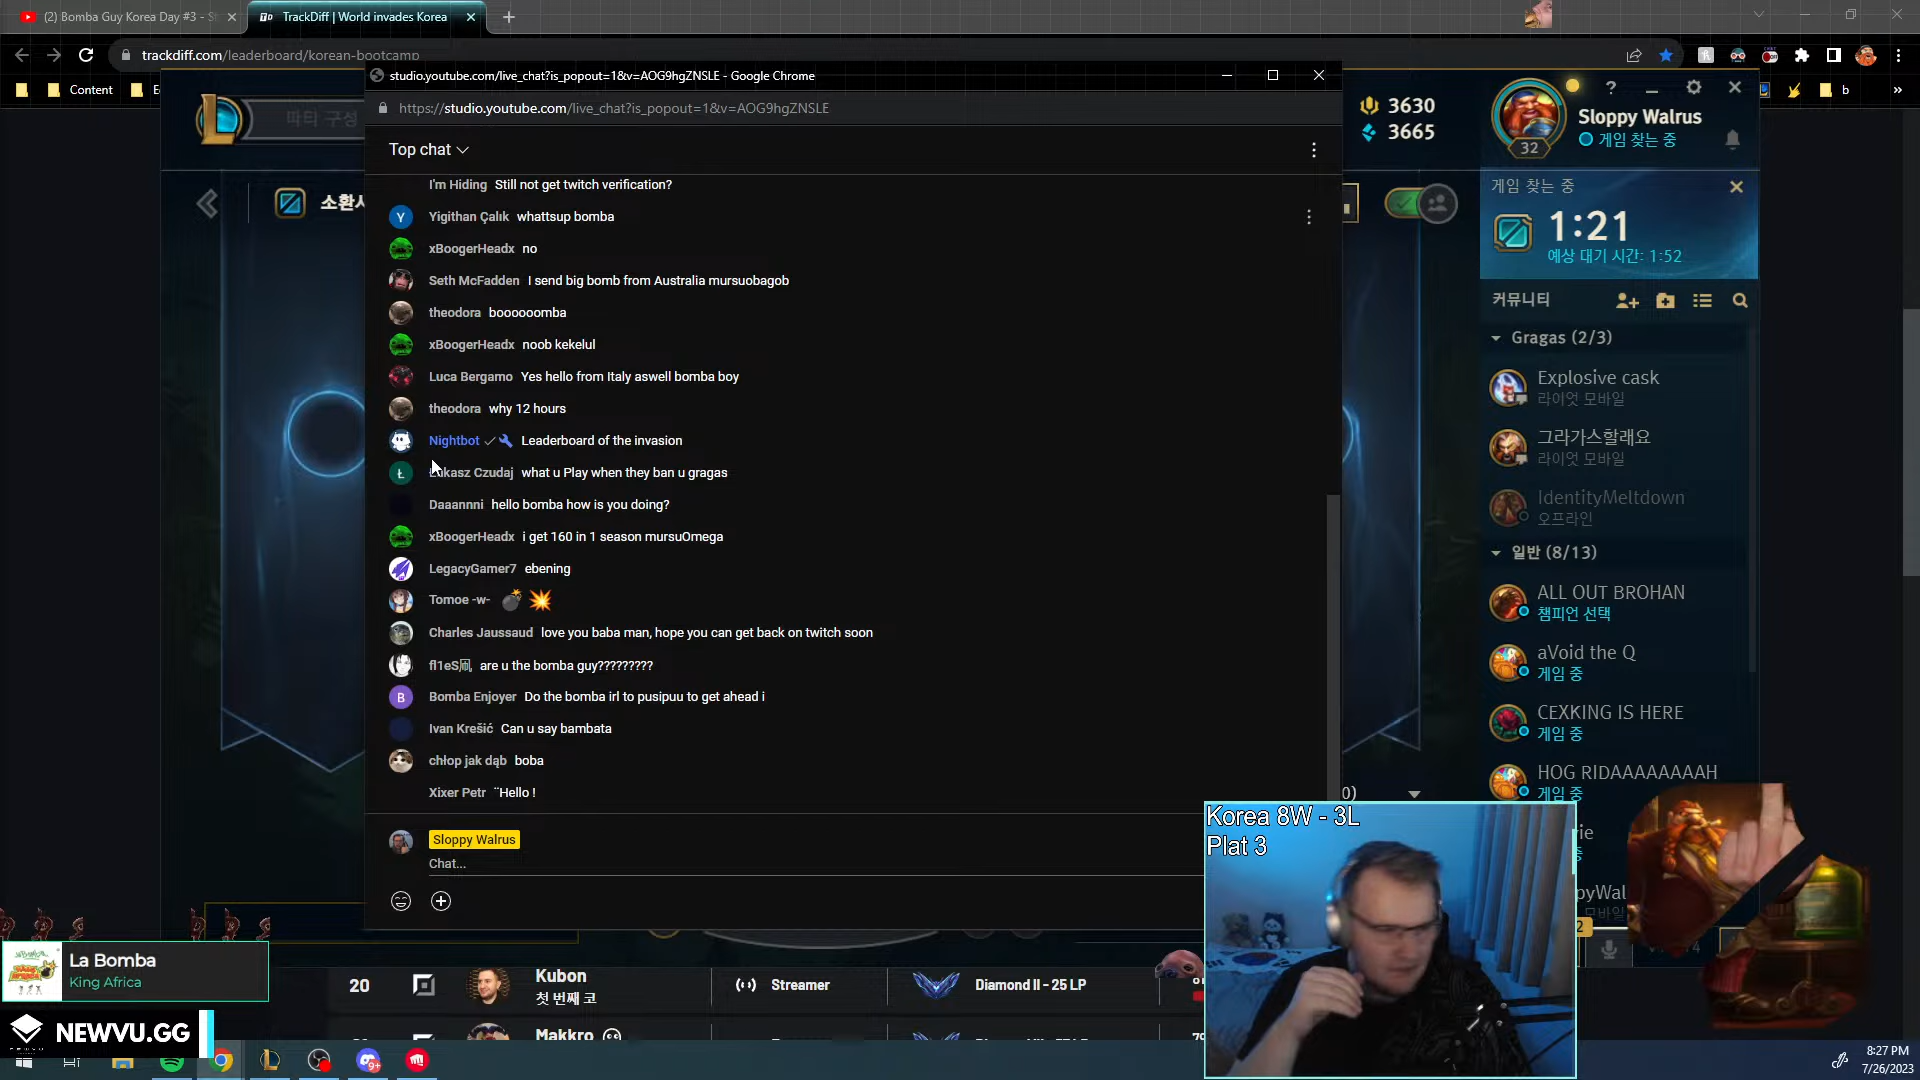 (2) Bomba Guy Korea Day #3 - S
TrackDiff | World invades Korea
trackdiff.com/leaderboard/korean-bootcamp
Content
b
studio.youtube.com/live_chat?is_popout=1&v=AOG9hgZNSLE - Google Chrome
https://studio.youtube.com/live_chat?is_popout=1&v=AOG9hgZNSLE
파티 구성
소환사
Top chat
I'm Hiding Still not get twitch verification?
Yigithan Çalık whattsup bomba
xBoogerHeadx no
Seth McFadden I send big bomb from Australia mursuobagob
theodora boooooomba
xBoogerHeadx noob kekelul
Luca Bergamo Yes hello from Italy aswell bomba boy
theodora why 12 hours
Nightbot Leaderboard of the invasion
Łukasz Czudaj what u Play when they ban u gragas
Daaannni hello bomba how is you doing?
xBoogerHeadx i get 160 in 1 season mursuOmega
LegacyGamer7 ebening
Tomoe -w- 💣 💥
Charles Jaussaud love you baba man, hope you can get back on twitch soon
are u the bomba guy?????????
Bomba Enjoyer Do the bomba irl to pusipuu to get ahead i
Ivan Krešić Can u say bambata
chłop jak dąb boba
Xixer Petr ¨Hello !
Sloppy Walrus
Chat...
3630
3665
32
Sloppy Walrus
게임 찾는 중
게임 찾는 중
1:21
예상 대기 시간: 1:52
커뮤니티
Gragas (2/3)
Explosive cask
라이엇 모바일
그라가스할래요
라이엇 모바일
IdentityMeltdown
오프라인
일반 (8/13)
ALL OUT BROHAN
챔피언 선택
aVoid the Q
게임 중
CEXKING IS HERE
게임 중
HOG RIDAAAAAAAAH
게임 중
Korea 8W - 3L
Plat 3
La Bomba
King Africa
NEWVU.GG
20
Kubon
첫 번째 코
Streamer
Diamond II - 25 LP
Makkro
8:27 PM
7/26/2023